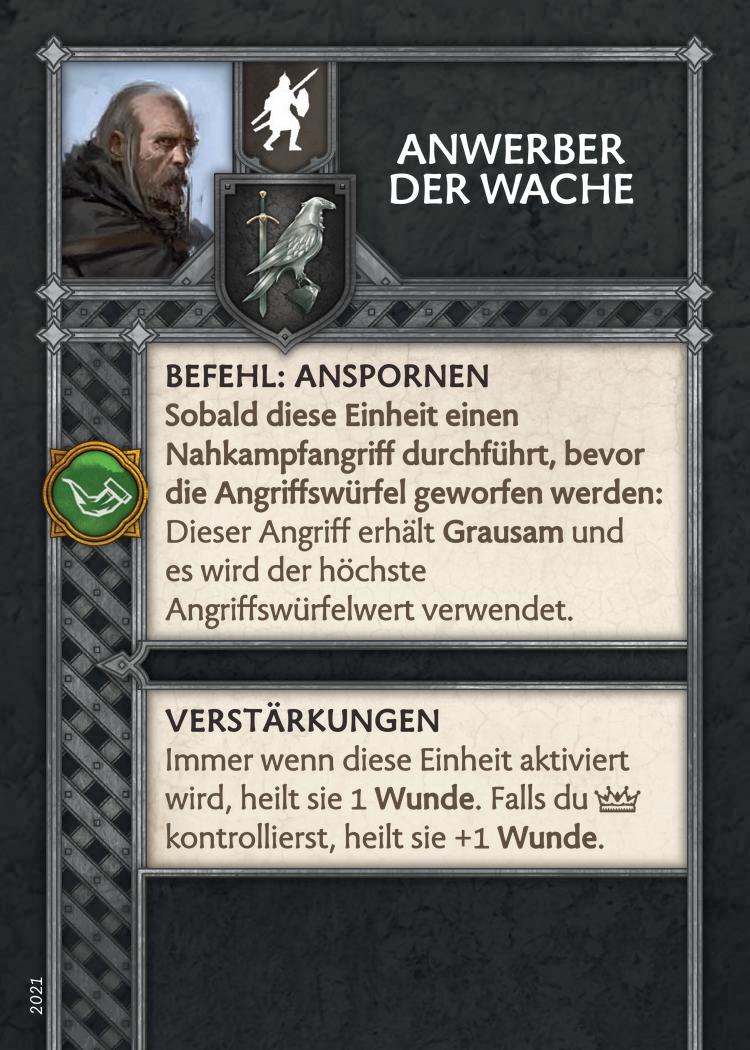 ANWERBER
DER WACHE
BEFEHL: ANSPORNEN
Sobald diese Einheit einen
Nahkampfangriff durchführt, bevor
die Angriffswürfel geworfen werden:
Dieser Angriff erhält Grausam und
es wird der höchste
Angriffswürfelwert verwendet.
VERSTÄRKUNGEN
Immer wenn diese Einheit aktiviert
wird, heilt sie 1 Wunde. Falls du
kontrollierst, heilt sie +1 Wunde.
2021